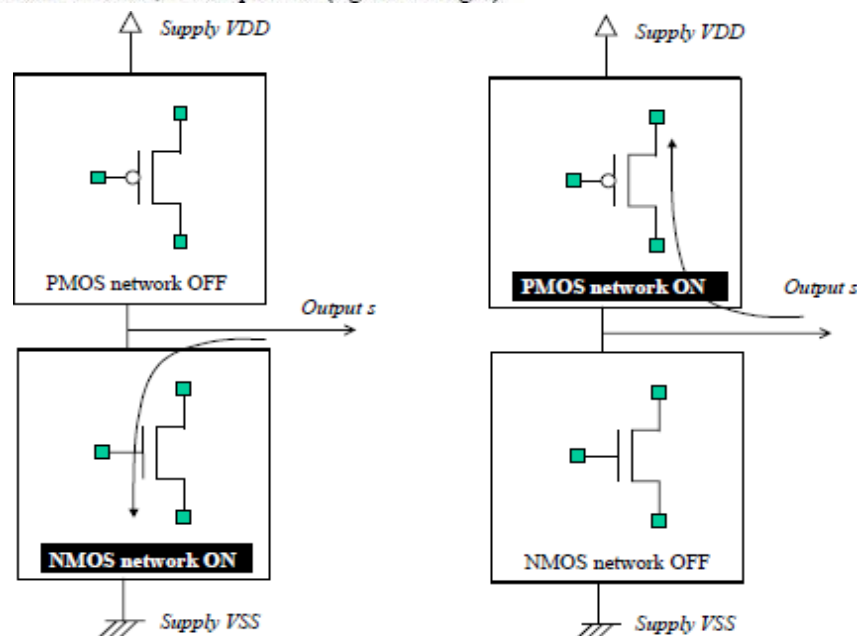 Supply VDD
PMOS network OFF
Output s
NMOS network ON
Supply VSS
Supply VDD
PMOS network ON
Output s
NMOS network OFF
Supply VSS